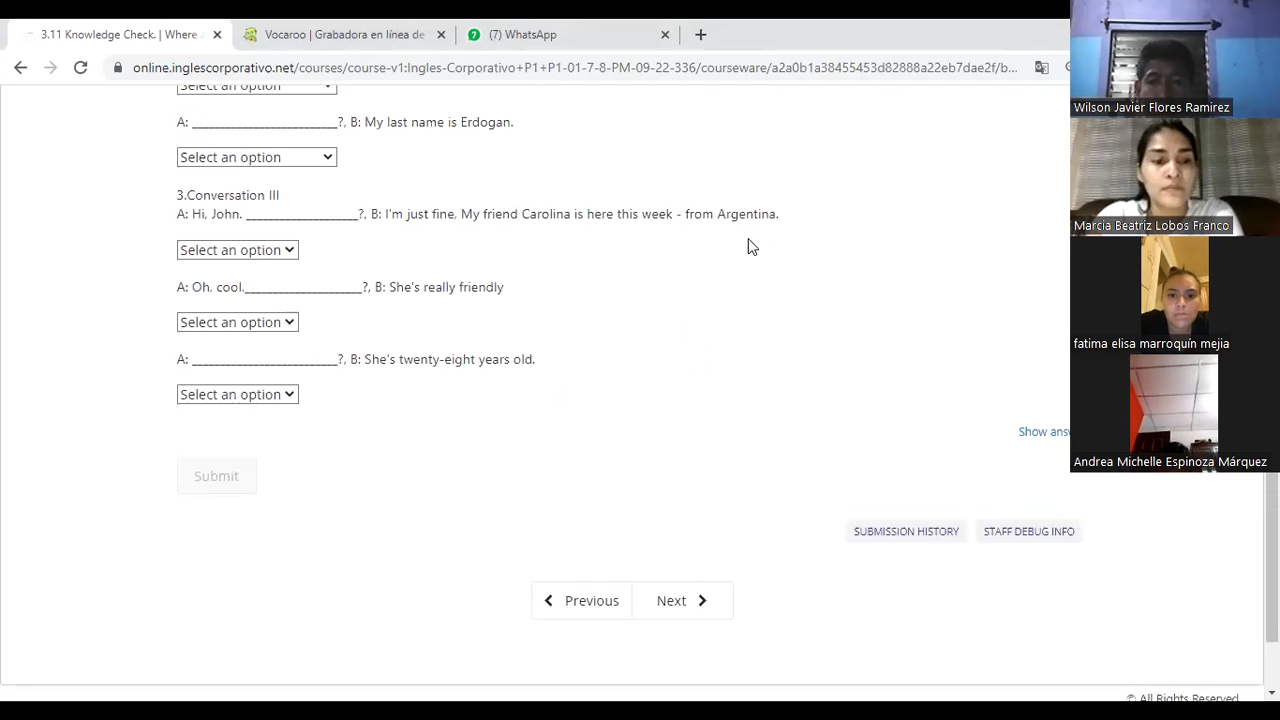 3.11 Knowledge Check. | Where
Vocaroo | Grabadora en línea de
(7) WhatsApp
online.inglescorporativo.net/courses/course-v1:Ingles-Corporativo+P1+P1-01-7-8-PM-09-22-336/courseware/a2a0b1a38455453d82888a22eb7dae2f/b...
Select an option
A: __________________________?, B: My last name is Erdogan.
Select an option
3.Conversation III
A: Hi, John. ____________________?, B: I'm just fine, My friend Carolina is here this week - from Argentina.
Select an option
A: Oh, cool._____________________?, B: She's really friendly
Select an option
A: __________________________?, B: She's twenty-eight years old.
Select an option
Show
Submit
SUBMISSION HISTORY
STAFF DEBUG INFO
Previous
Next
© All Rights Reserved
Wilson Javier Flores Ramirez
Marcia Beatriz Lobos Franco
fatima elisa marroquín mejia
Andrea Michelle Espinoza Márquez